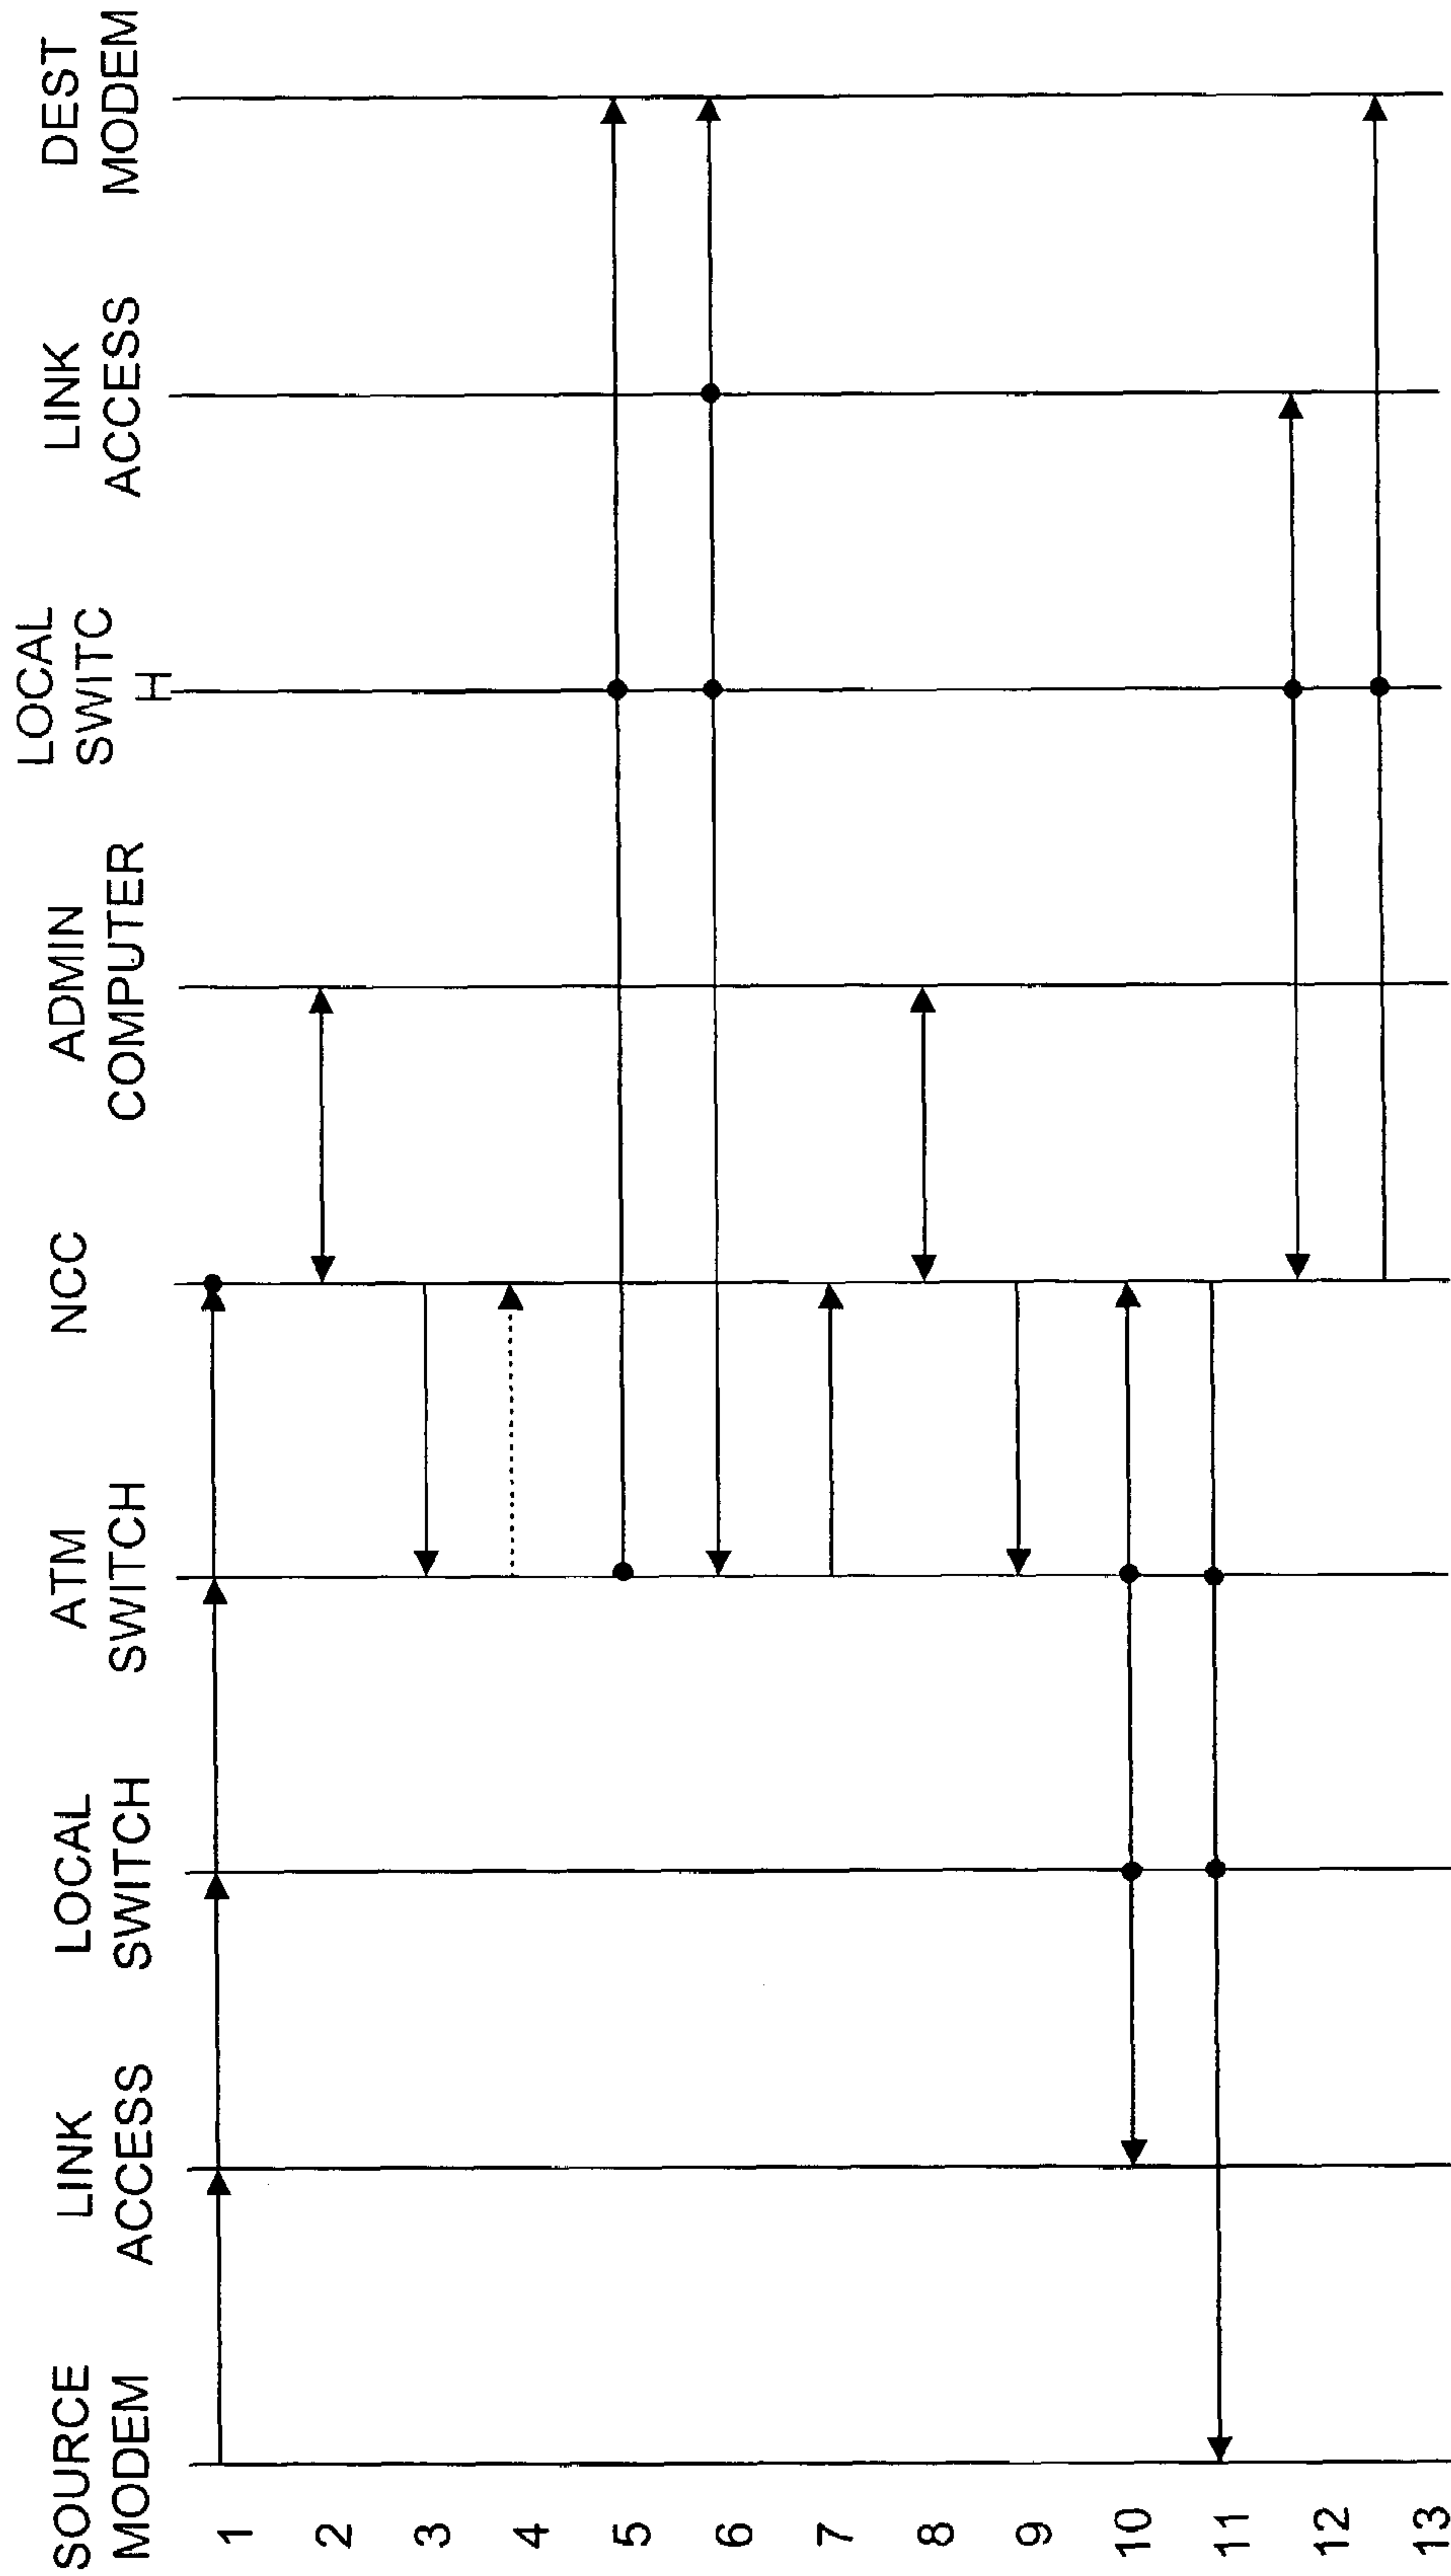 SOURCE
MODEM
LINK
ACCESS
LOCAL
SWITCH
ATM
SWITCH
NCC
ADMIN
COMPUTER
LOCAL
SWITC
H
LINK
ACCESS
DEST
MODEM
1
2
3
4
5
6
7
8
9
10
11
12
13